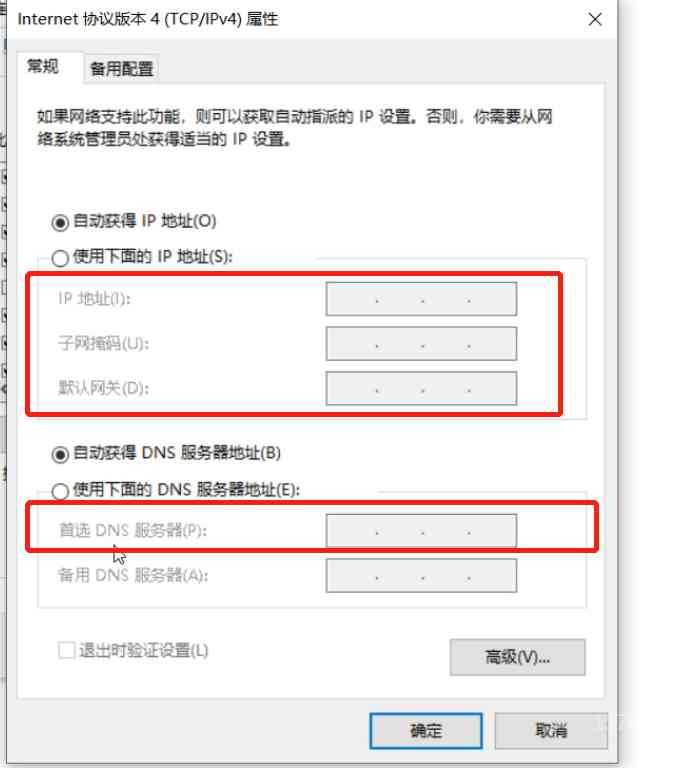 Internet 协议版本 4 (TCP/IPv4) 属性
常规
备用配置
如果网络支持此功能，则可以获取自动指派的 IP 设置。否则，你需要从网
络系统管理员处获得适当的 IP 设置。
自动获得 IP 地址(O)
使用下面的 IP 地址(S):
IP 地址(I):
子网掩码(U):
默认网关(D):
自动获得 DNS 服务器地址(B)
使用下面的 DNS 服务器地址(E):
首选 DNS 服务器(P):
备用 DNS 服务器(A):
退出时验证设置(L)
高级(V)...
确定
取消